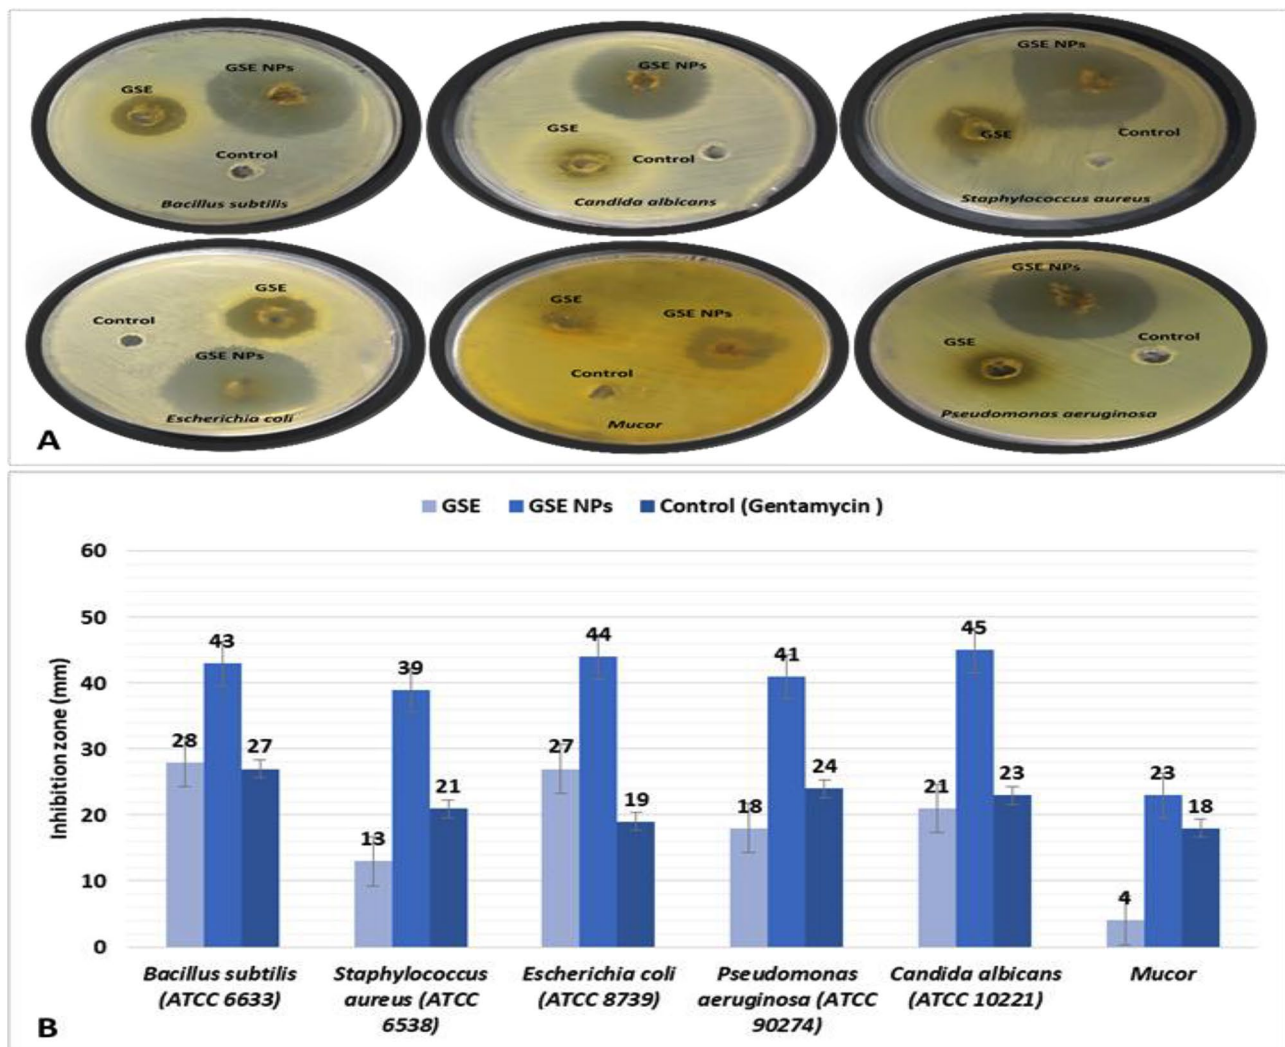 GSE
GSE NPs
Control
Bacillus subtilis
GSE NPs
GSE
Control
Candida albicans
GSE NPs
GSE
Control
Staphylococcus aureus
GSE
Control
GSE NPs
Escherichia coli
GSE
GSE NPs
Control
Mucor
GSE NPs
GSE
Control
Pseudomonas aeruginosa
A
GSE GSE NPs Control (Gentamycin )
Inhibition zone (mm)
60
50
40
30
20
10
0
28 43 27
13 39 21
27 44 19
18 41 24
21 45 23
4 23 18
Bacillus subtilis
(ATCC 6633)
Staphylococcus
aureus (ATCC
6538)
Escherichia coli
(ATCC 8739)
Pseudomonas
aeruginosa (ATCC
90274)
Candida albicans
(ATCC 10221)
Mucor
B